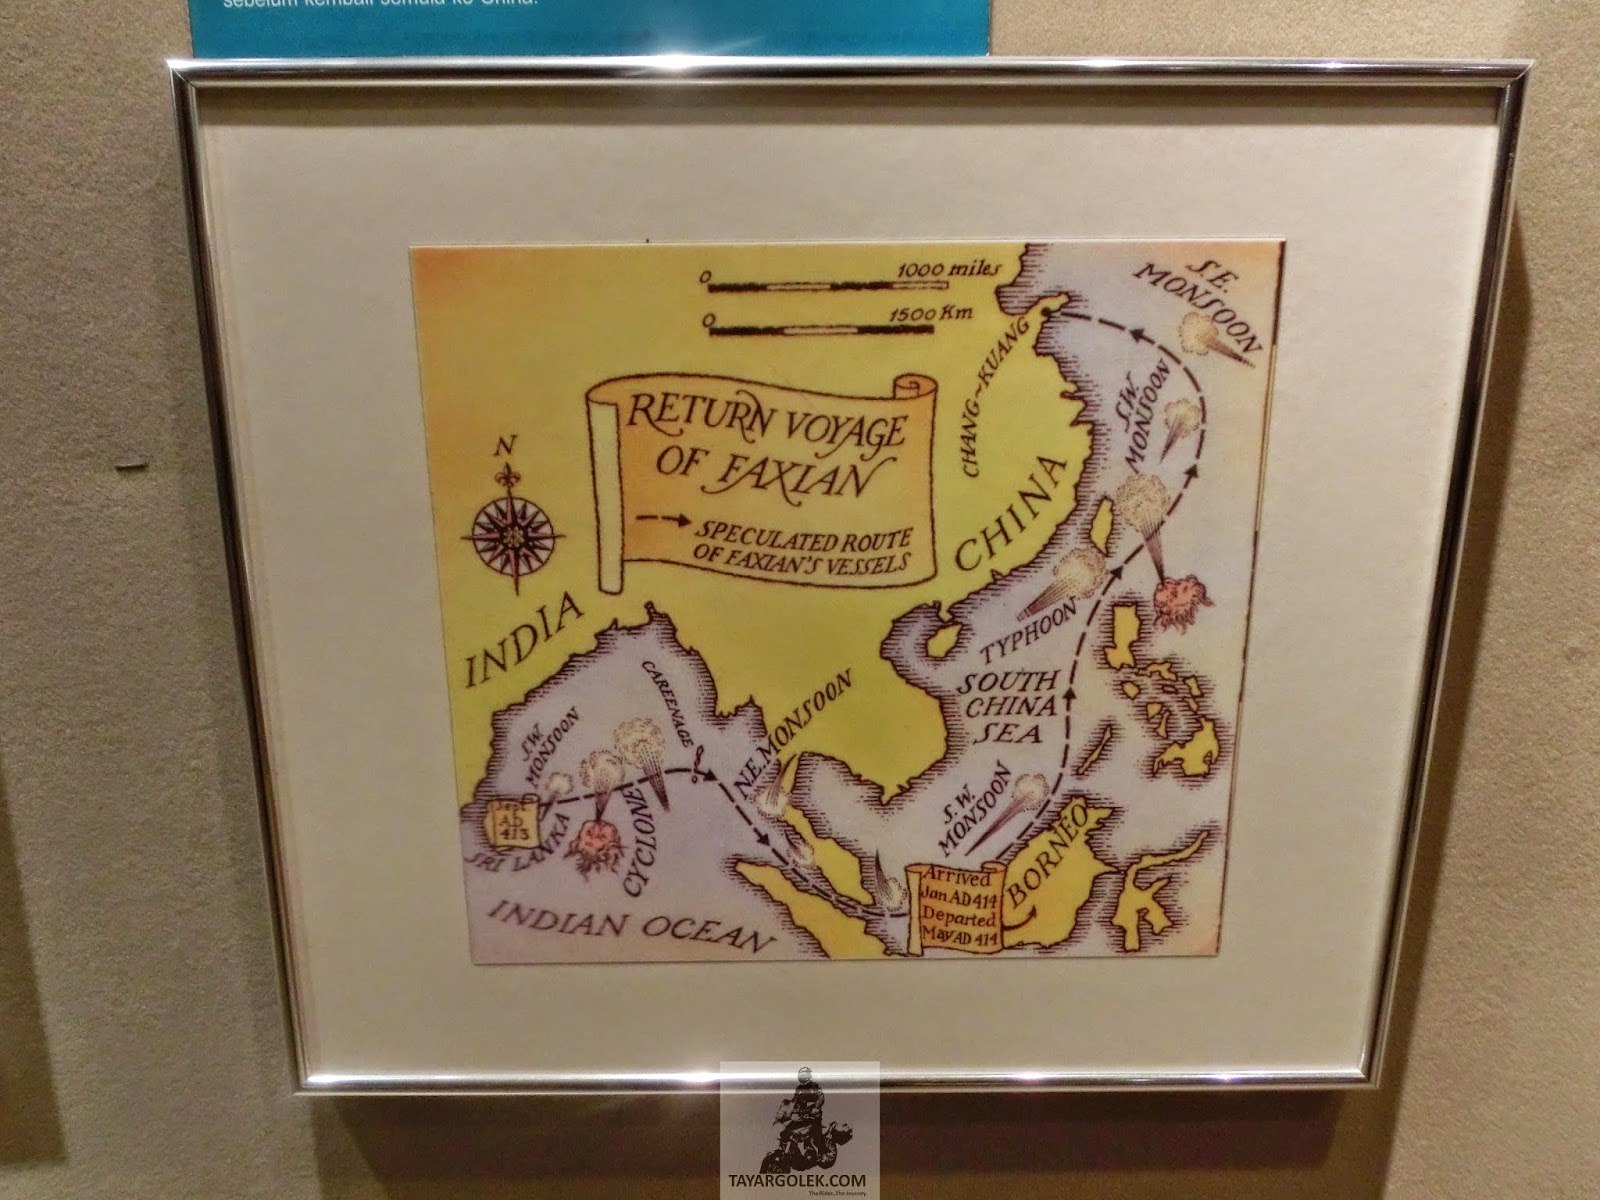 sebelum kembali semula ke China.
0 1000 miles
0 1500 Km
S.E.
MONSOON
CHANG-KUANG
S.W.
MONSOON
RETURN VOYAGE
OF FAXIAN
SPECULATED ROUTE
OF FAXIAN'S VESSELS
N
CHINA
INDIA
TYPHOON
CAREENAGE
SOUTH
CHINA
SEA
N.E. MONSOON
S.W.
MONSOON
Sept
AD
413
SRI LANKA
CYCLONE
S.W.
MONSOON
BORNEO
Arrived
Jan AD 414
Departed
May AD 414
INDIAN OCEAN
TAYARGOLEK.COM
The Rides..The Journey